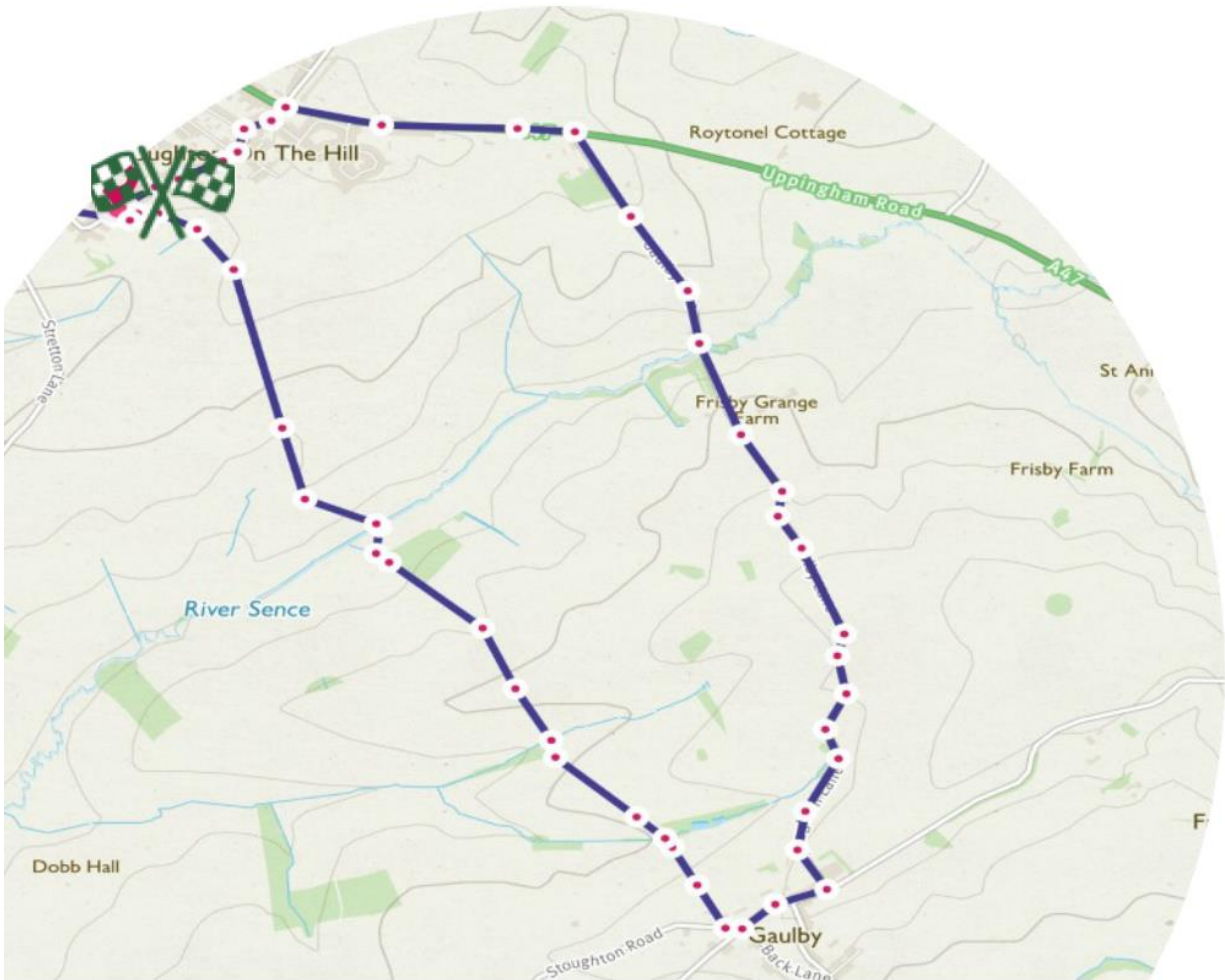 Roytonel Cottage
On The Hill
Uppingham Road
A47
Stretton Lane
St
Frisby Grange
Farm
Frisby Farm
River Sence
Dobb Hall
Gaulby
Stoughton Road
Back Lane